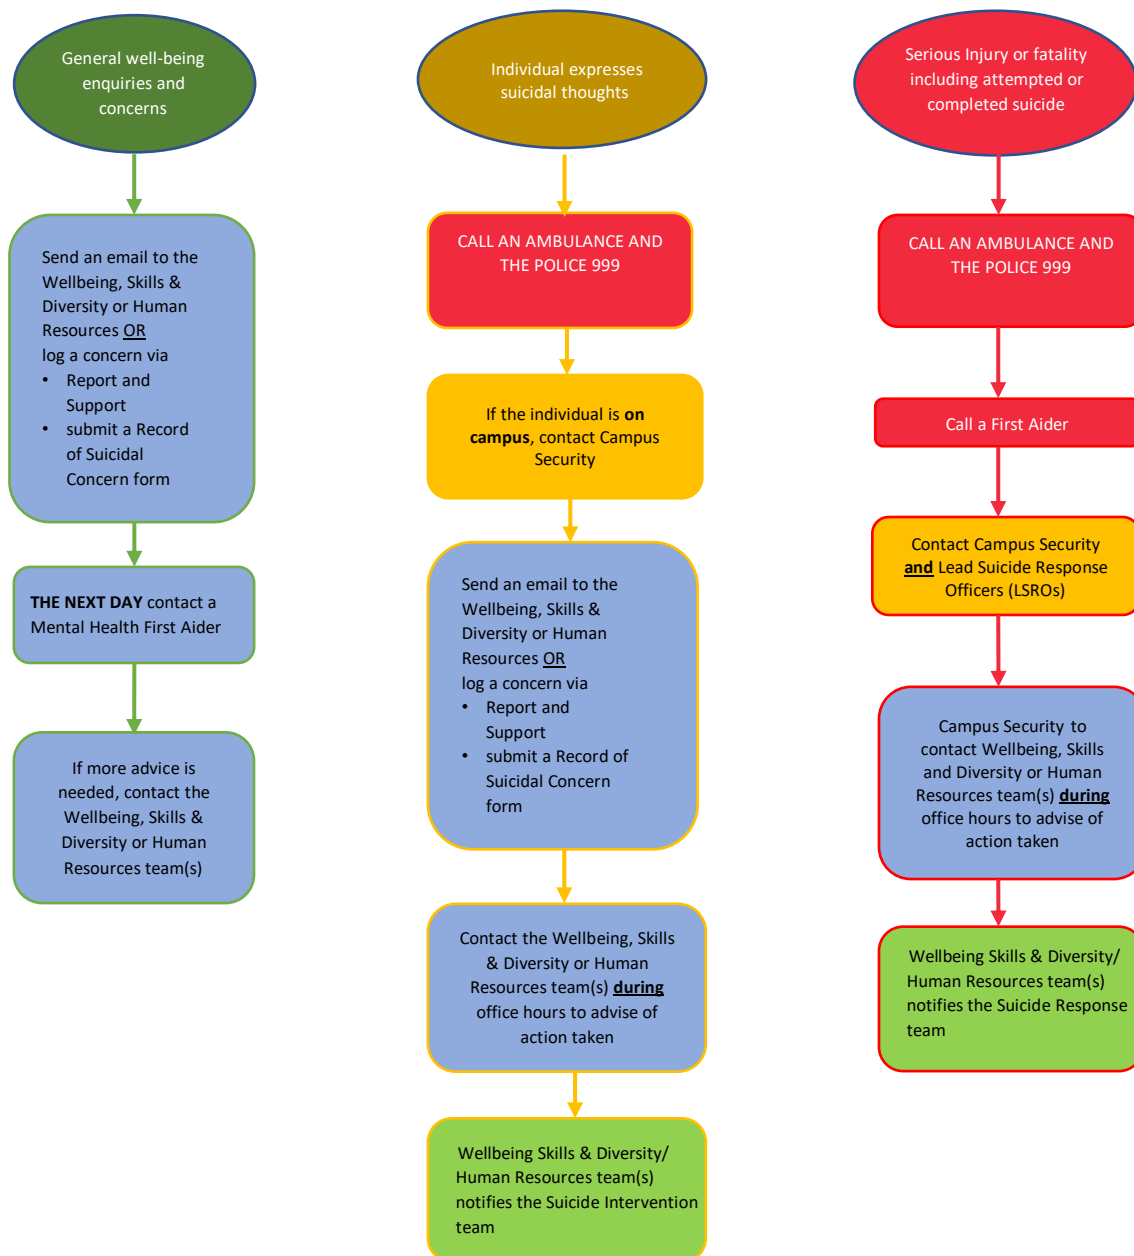 General well-being
enquiries and
concerns
Send an email to the
Wellbeing, Skills &
Diversity or Human
Resources OR
log a concern via
• Report and
Support
• submit a Record
of Suicidal
Concern form
THE NEXT DAY contact a
Mental Health First Aider
If more advice is
needed, contact the
Wellbeing, Skills &
Diversity or Human
Resources team(s)
Individual expresses
suicidal thoughts
CALL AN AMBULANCE AND
THE POLICE 999
If the individual is on
campus, contact Campus
Security
Send an email to the
Wellbeing, Skills &
Diversity or Human
Resources OR
log a concern via
• Report and
Support
• submit a Record of
Suicidal Concern
form
Contact the Wellbeing, Skills
& Diversity or Human
Resources team(s) during
office hours to advise of
action taken
Wellbeing Skills & Diversity/
Human Resources team(s)
notifies the Suicide Intervention
team
Serious Injury or fatality
including attempted or
completed suicide
CALL AN AMBULANCE AND
THE POLICE 999
Call a First Aider
Contact Campus Security
and Lead Suicide Response
Officers (LSROs)
Campus Security to
contact Wellbeing, Skills
and Diversity or Human
Resources team(s) during
office hours to advise of
action taken
Wellbeing Skills & Diversity/
Human Resources team(s)
notifies the Suicide Response
team